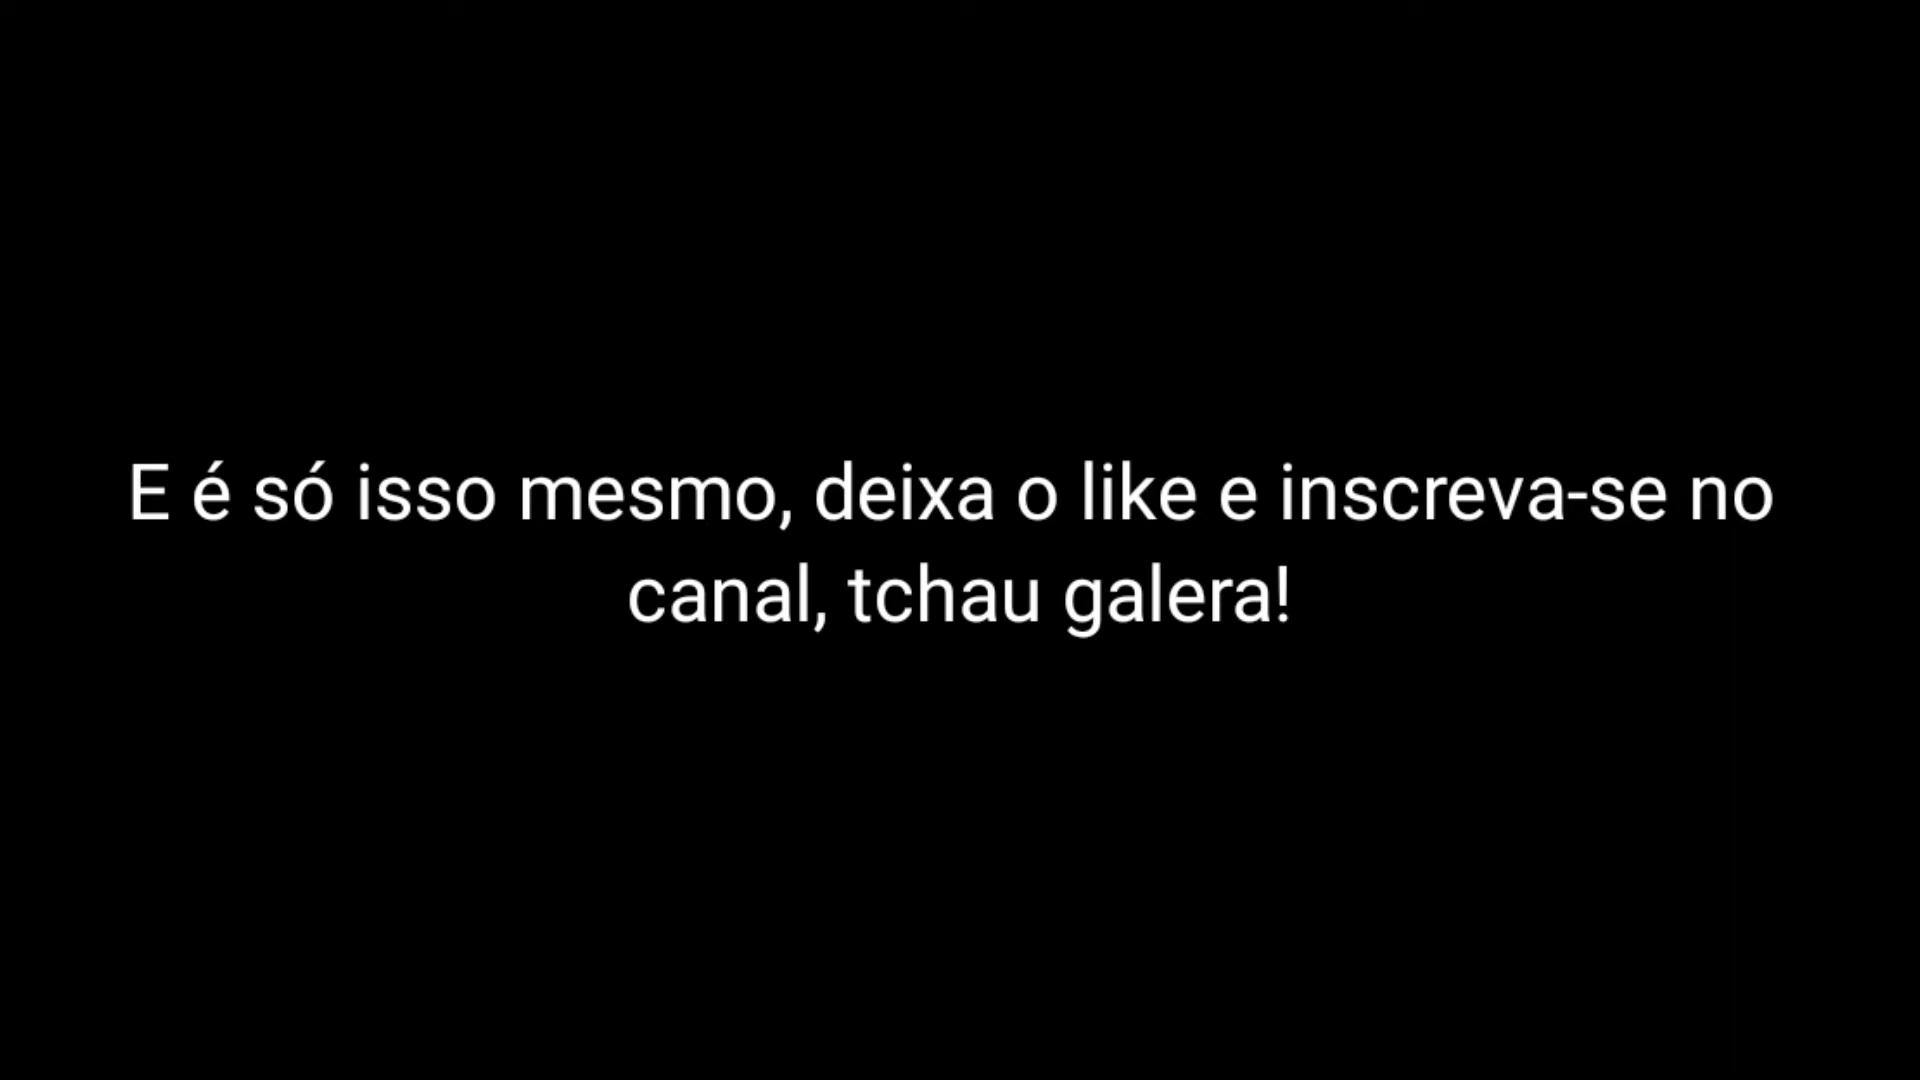 E é só isso mesmo, deixa o like e inscreva-se no
canal, tchau galera!